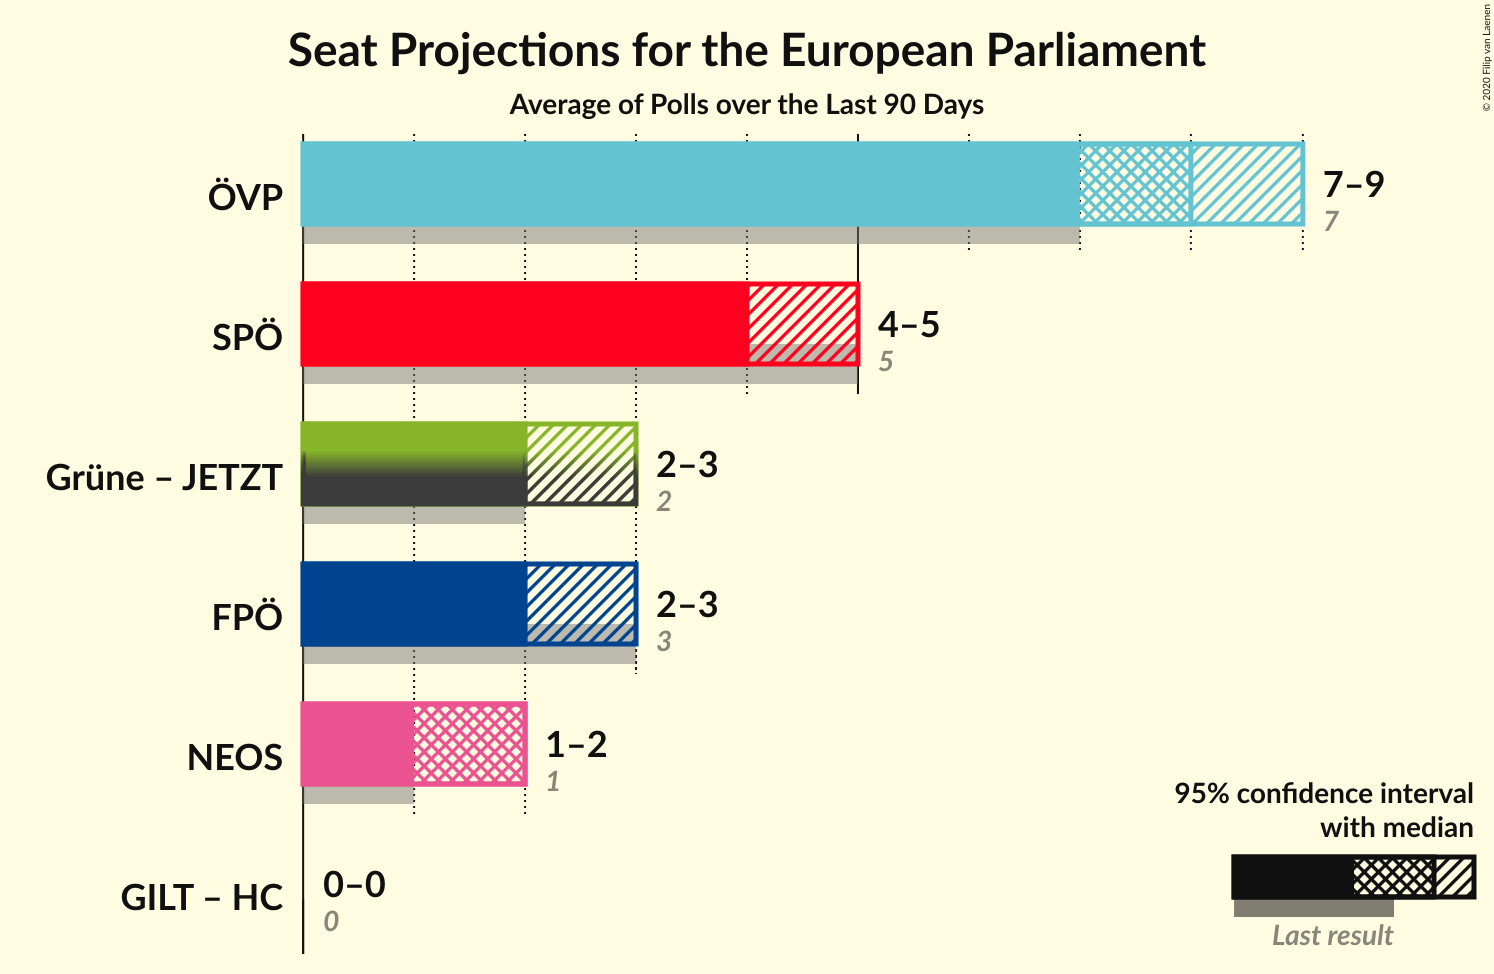 Seat Projections for the European Parliament
Average of Polls over the Last 90 Days
© 2020 Filip van Laenen
ÖVP
7–9
7
SPÖ
4–5
5
Grüne – JETZT
2–3
2
FPÖ
2–3
3
NEOS
1–2
1
GILT – HC
0–0
0
95% confidence interval
with median
Last result